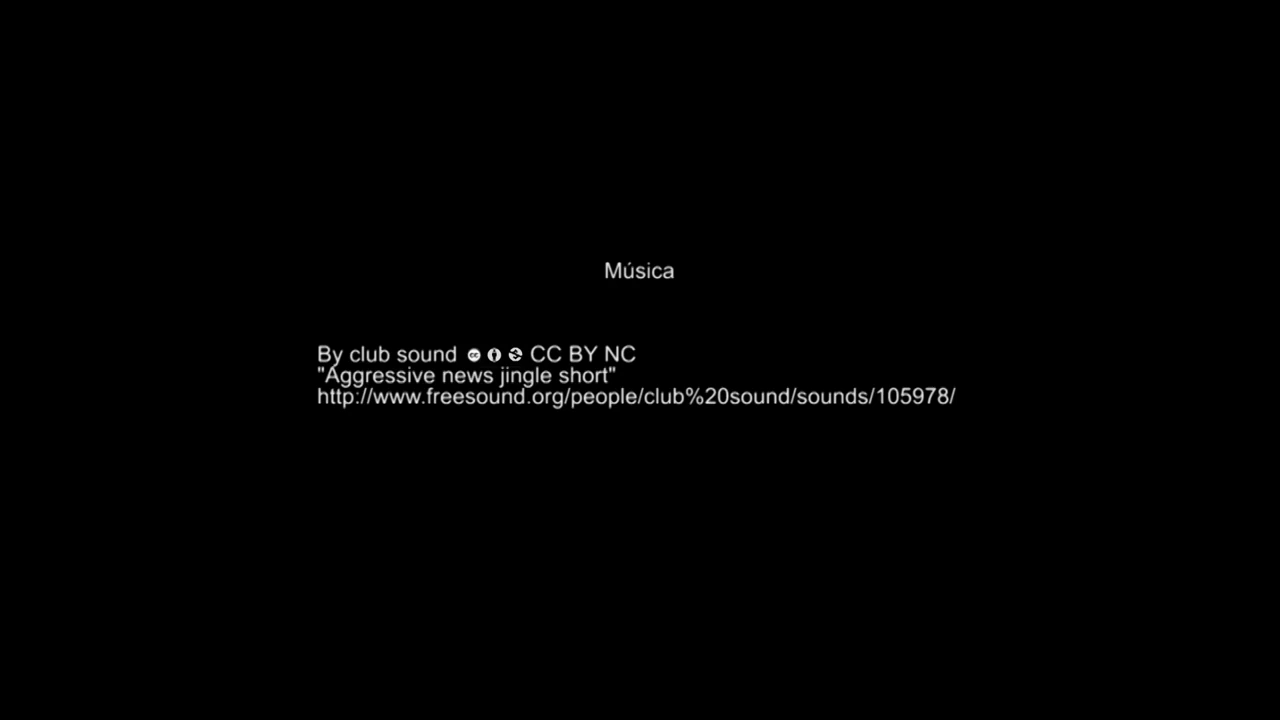 Música
By club sound CC BY NC
"Aggressive news jingle short"
http://www.freesound.org/people/club%20sound/sounds/105978/